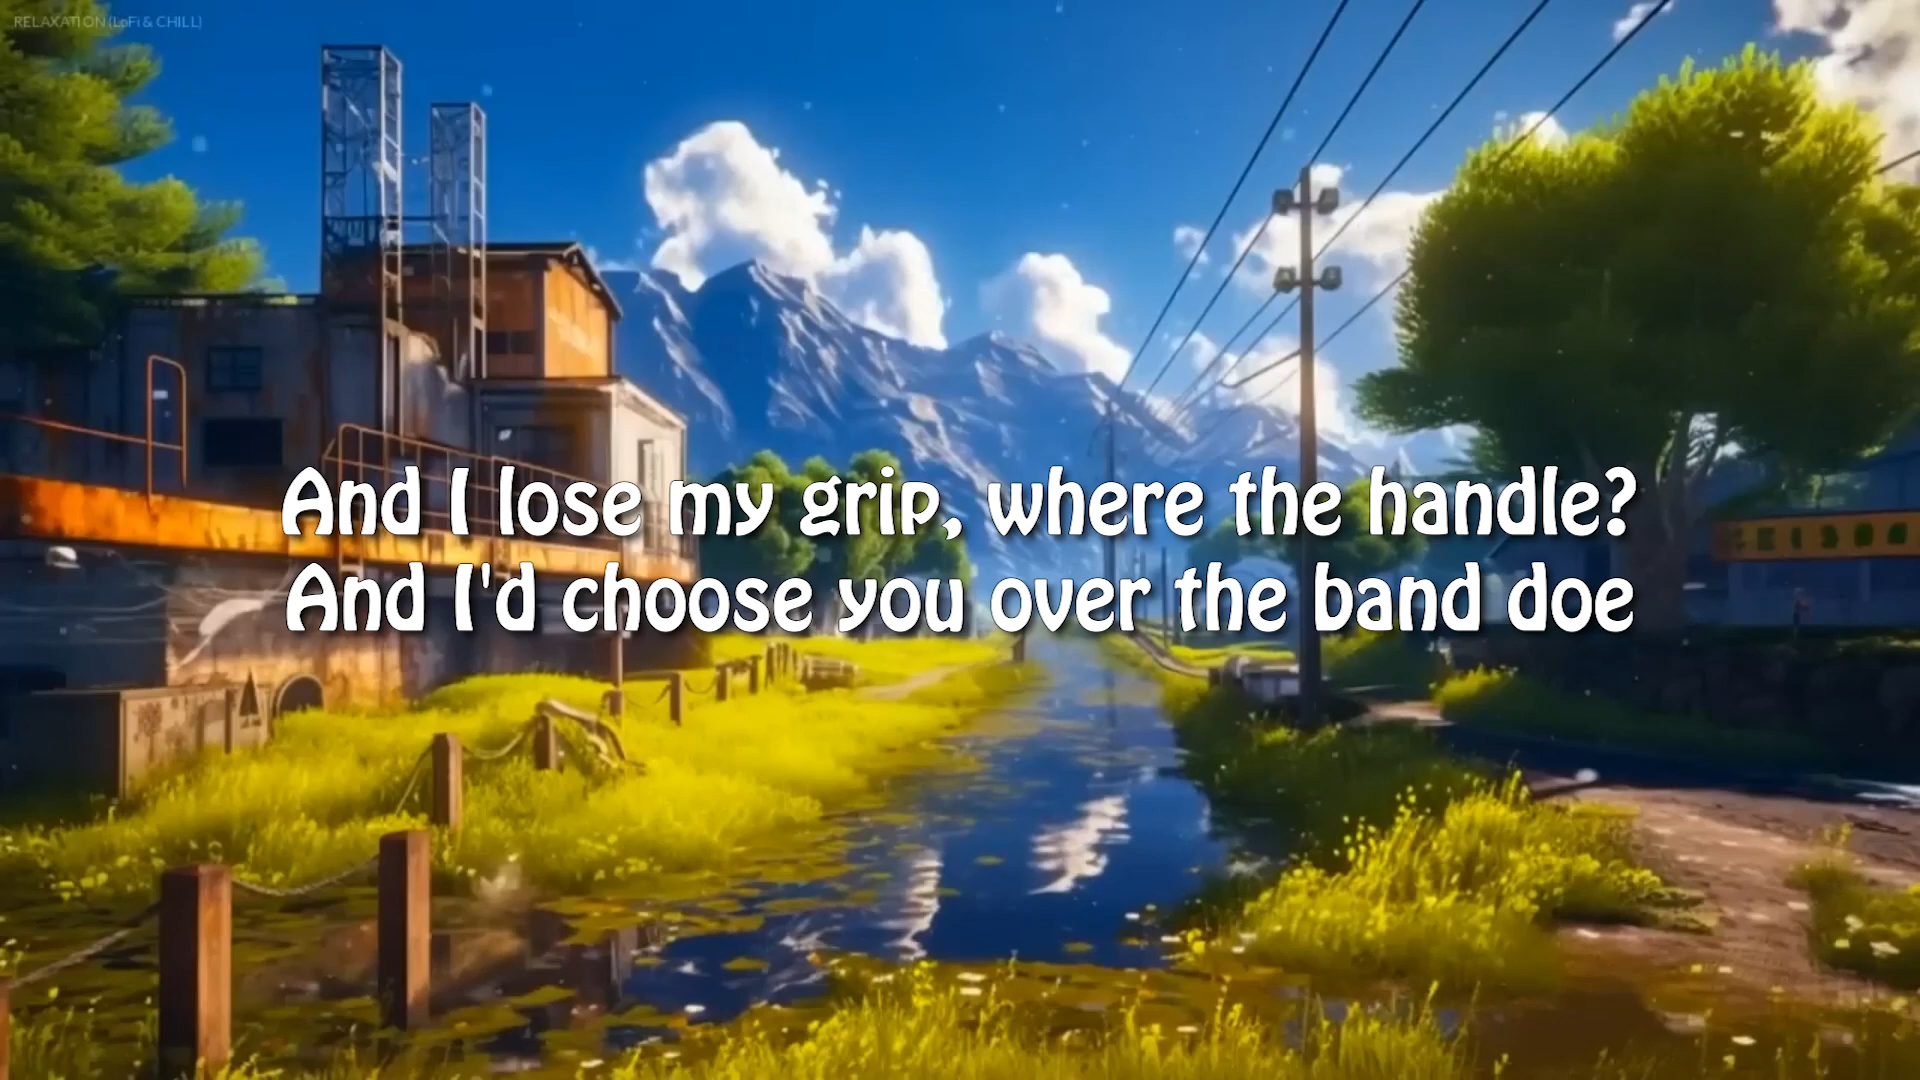 RELAXATION (LoFi & CHILL)
And I lose my grip, where the handle?
And I'd choose you over the band doe